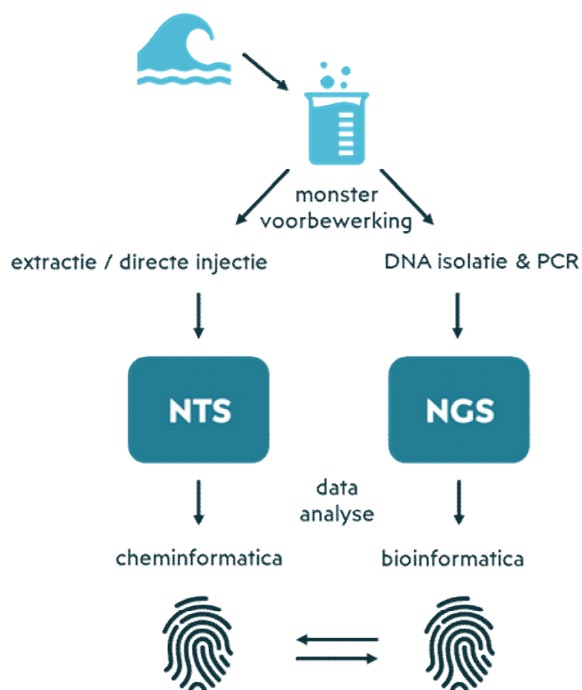 monster
voorbewerking
extractie / directe injectie
DNA isolatie & PCR
NTS
NGS
data
analyse
cheminformatica
bioinformatica